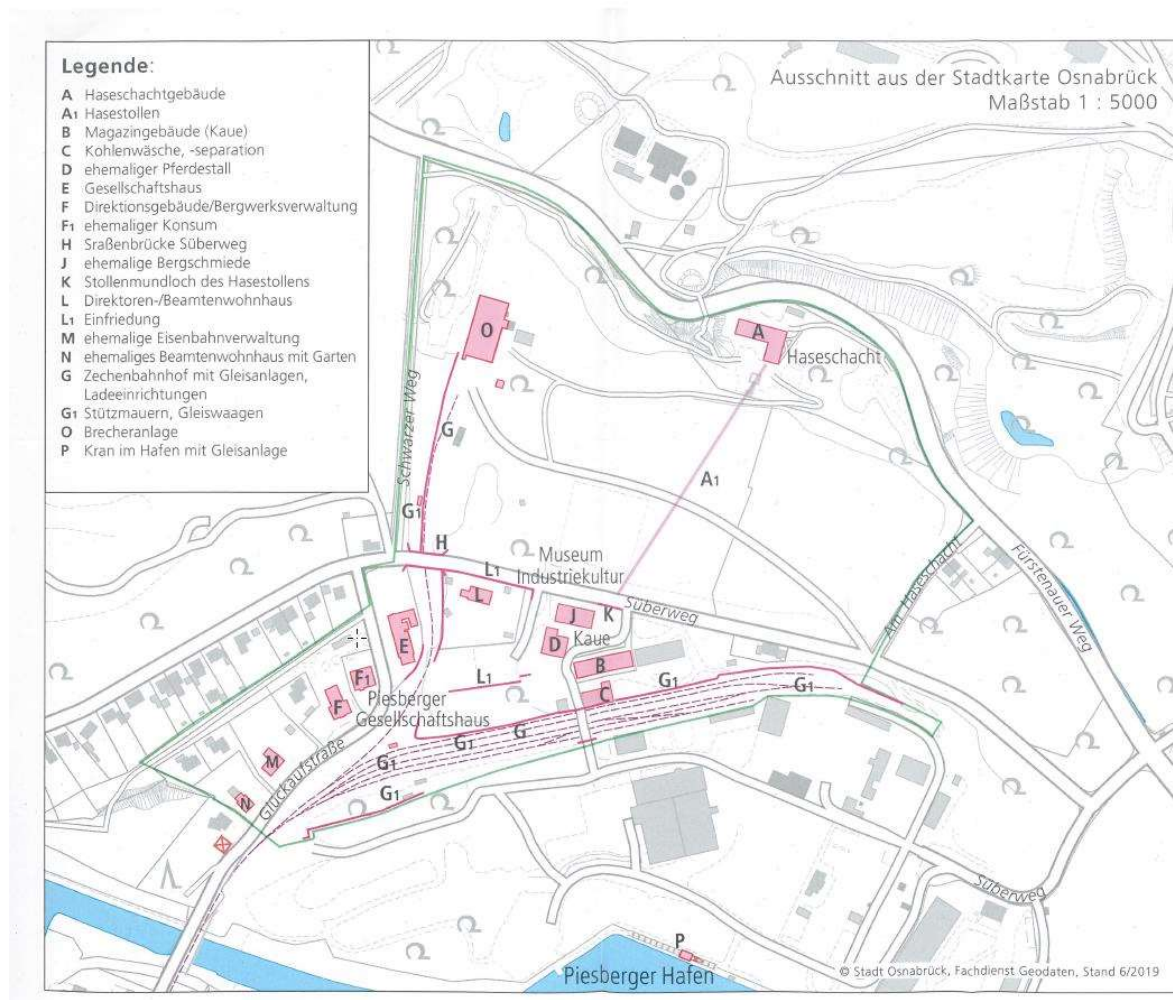 Legende:
A Haseschachtgebäude
A1 Hasestollen
B Magazingebäude (Kaue)
C Kohlenwäsche, -separation
D ehemaliger Pferdestall
E Gesellschaftshaus
F Direktionsgebäude/Bergwerksverwaltung
F1 ehemaliger Konsum
H Sraßenbrücke Süberweg
J ehemalige Bergschmiede
K Stollenmundloch des Hasestollens
L Direktoren-/Beamtenwohnhaus
L1 Einfriedung
M ehemalige Eisenbahnverwaltung
N ehemaliges Beamtenwohnhaus mit Garten
G Zechenbahnhof mit Gleisanlagen,
Ladeeinrichtungen
G1 Stützmauern, Gleiswaagen
O Brecheranlage
P Kran im Hafen mit Gleisanlage
Ausschnitt aus der Stadtkarte Osnabrück
Maßstab 1 : 5000
O
A
Haseschacht
Schwarzer Weg
G
A1
G1
H
Museum
Industriekultur
L1
L
J
K
Süberweg
Am Haseschacht
Fürstenauer Weg
E
D
Kaue
B
F1
L1
G1
G1
C
F
Piesberger
Gesellschaftshaus
G1
G
M
G1
Glückaufstraße
N
G1
Süberweg
P
Piesberger Hafen
© Stadt Osnabrück, Fachdienst Geodaten, Stand 6/2019